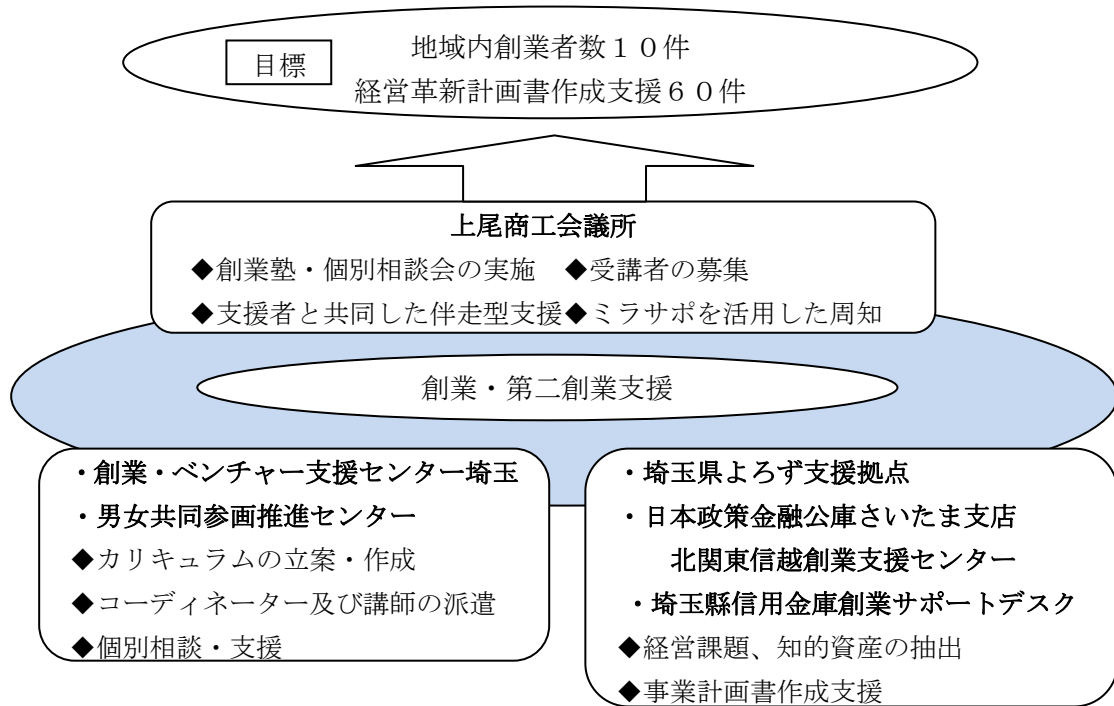 目標
地域内創業者数１０件
経営革新計画書作成支援６０件
上尾商工会議所
◆創業塾・個別相談会の実施　◆受講者の募集
◆支援者と共同した伴走型支援◆ミラサポを活用した周知
創業・第二創業支援
・創業・ベンチャー支援センター埼玉
・男女共同参画推進センター
◆カリキュラムの立案・作成
◆コーディネーター及び講師の派遣
◆個別相談・支援
・埼玉県よろず支援拠点
・日本政策金融公庫さいたま支店
北関東信越創業支援センター
・埼玉縣信用金庫創業サポートデスク
◆経営課題、知的資産の抽出
◆事業計画書作成支援